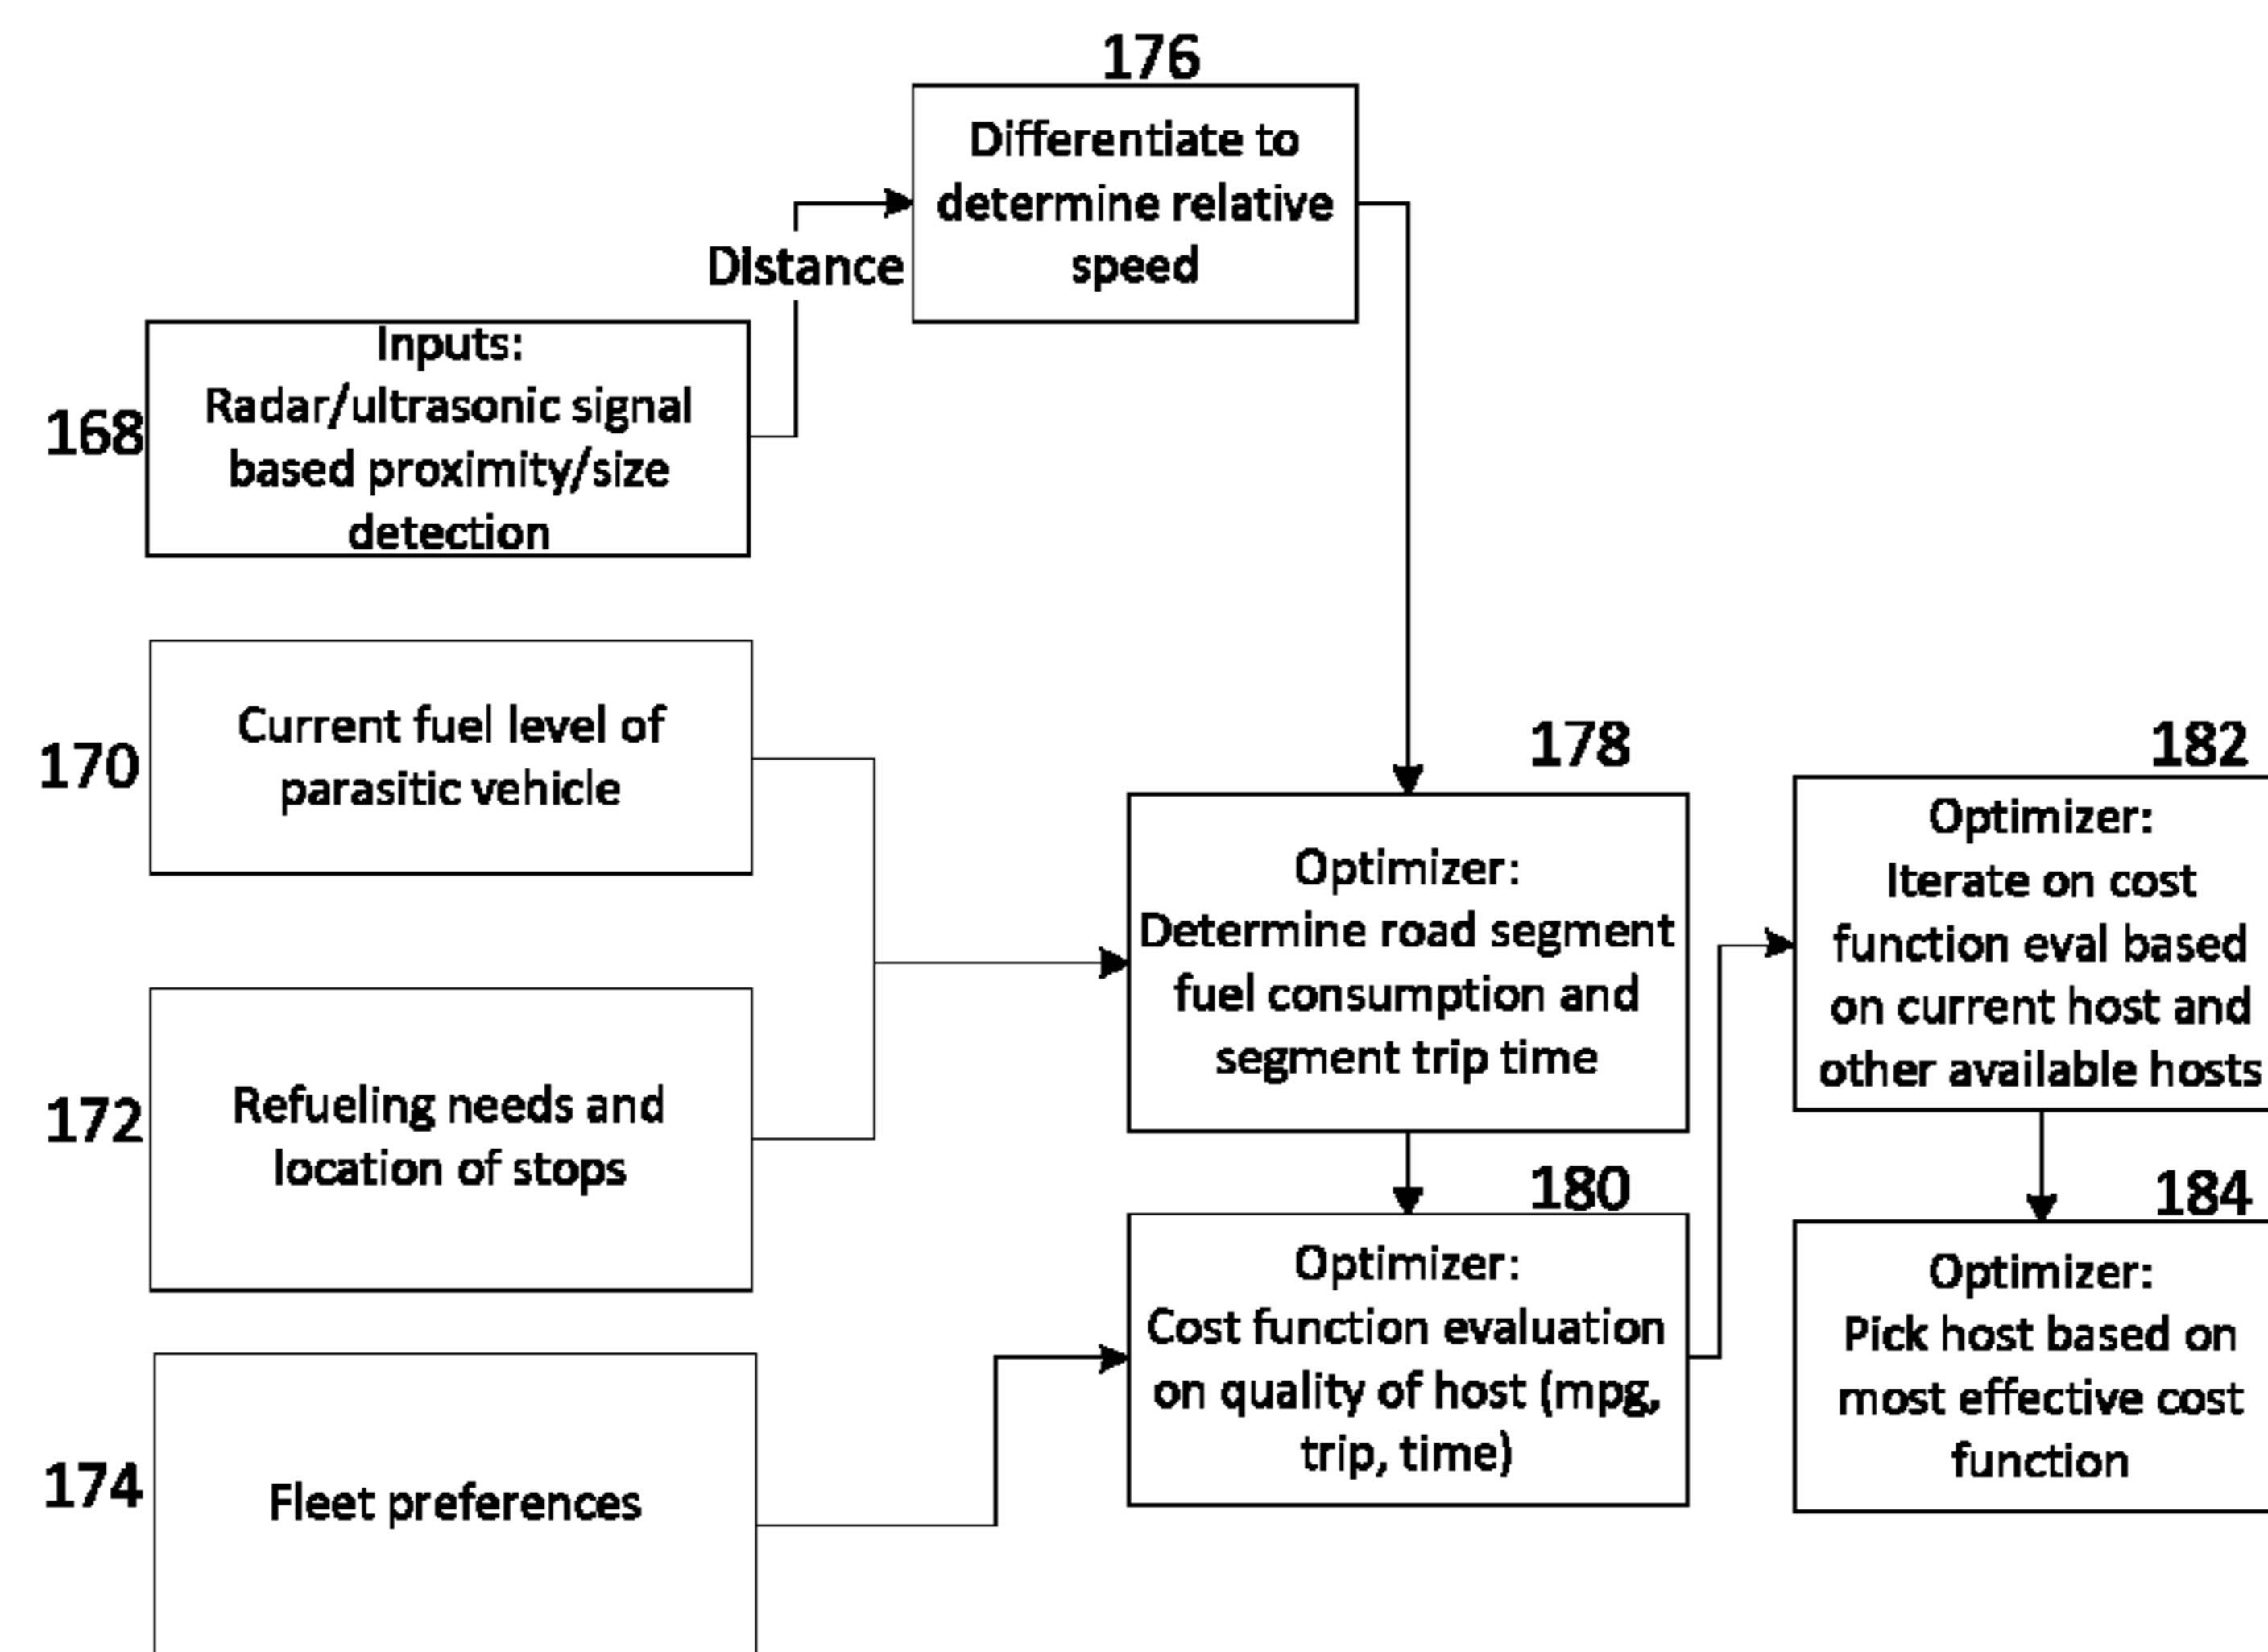 176
Differentiate to
determine relative
speed
Distance
168
Inputs:
Radar/ultrasonic signal
based proximity/size
detection
170
Current fuel level of
parasitic vehicle
172
Refueling needs and
location of stops
174
Fleet preferences
178
Optimizer:
Determine road segment
fuel consumption and
segment trip time
180
Optimizer:
Cost function evaluation
on quality of host (mpg,
trip, time)
182
Optimizer:
Iterate on cost
function eval based
on current host and
other available hosts
184
Optimizer:
Pick host based on
most effective cost
function